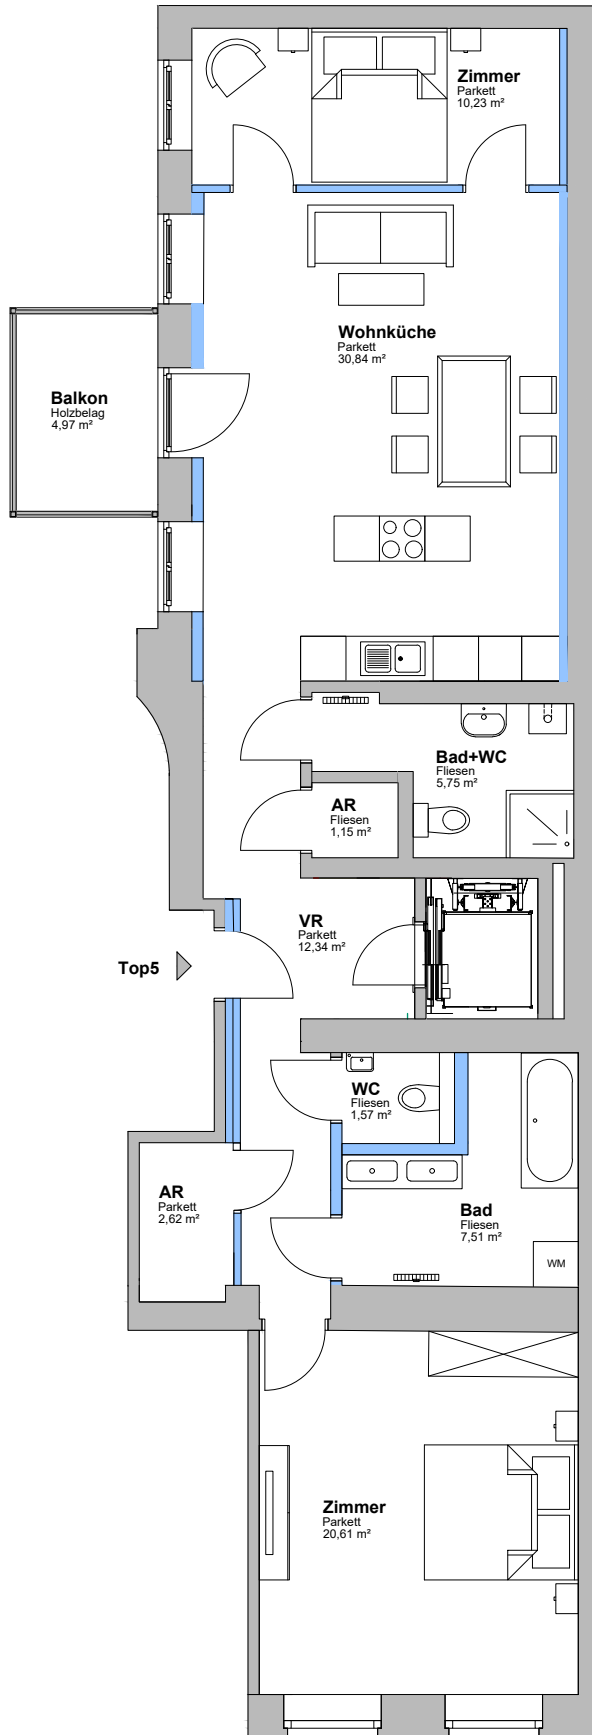 Zimmer
Parkett
10,23 m²
Wohnküche
Parkett
30,84 m²
Balkon
Holzbelag
4,97 m²
Bad+WC
Fliesen
5,75 m²
AR
Fliesen
1,15 m²
VR
Parkett
12,34 m²
Top5
WC
Fliesen
1,57 m²
AR
Parkett
2,62 m²
Bad
Fliesen
7,51 m²
WM
Zimmer
Parkett
20,61 m²